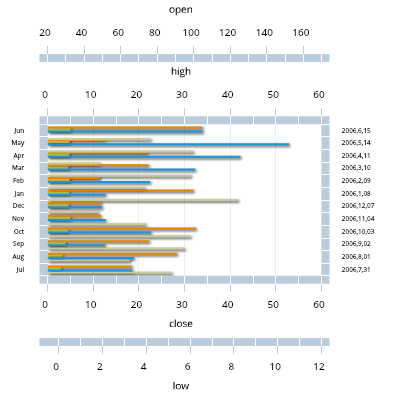 open
20 40 60 80 100 120 140 160
high
0 10 20 30 40 50 60
Jun 2006,6,15
May 2006,5,14
Apr 2006,4,11
Mar 2006,3,10
Feb 2006,2,09
Jan 2006,1,08
Dec 2006,12,07
Nov 2006,11,04
Oct 2006,10,03
Sep 2006,9,02
Aug 2006,8,01
Jul 2006,7,31
0 10 20 30 40 50 60
close
0 2 4 6 8 10 12
low